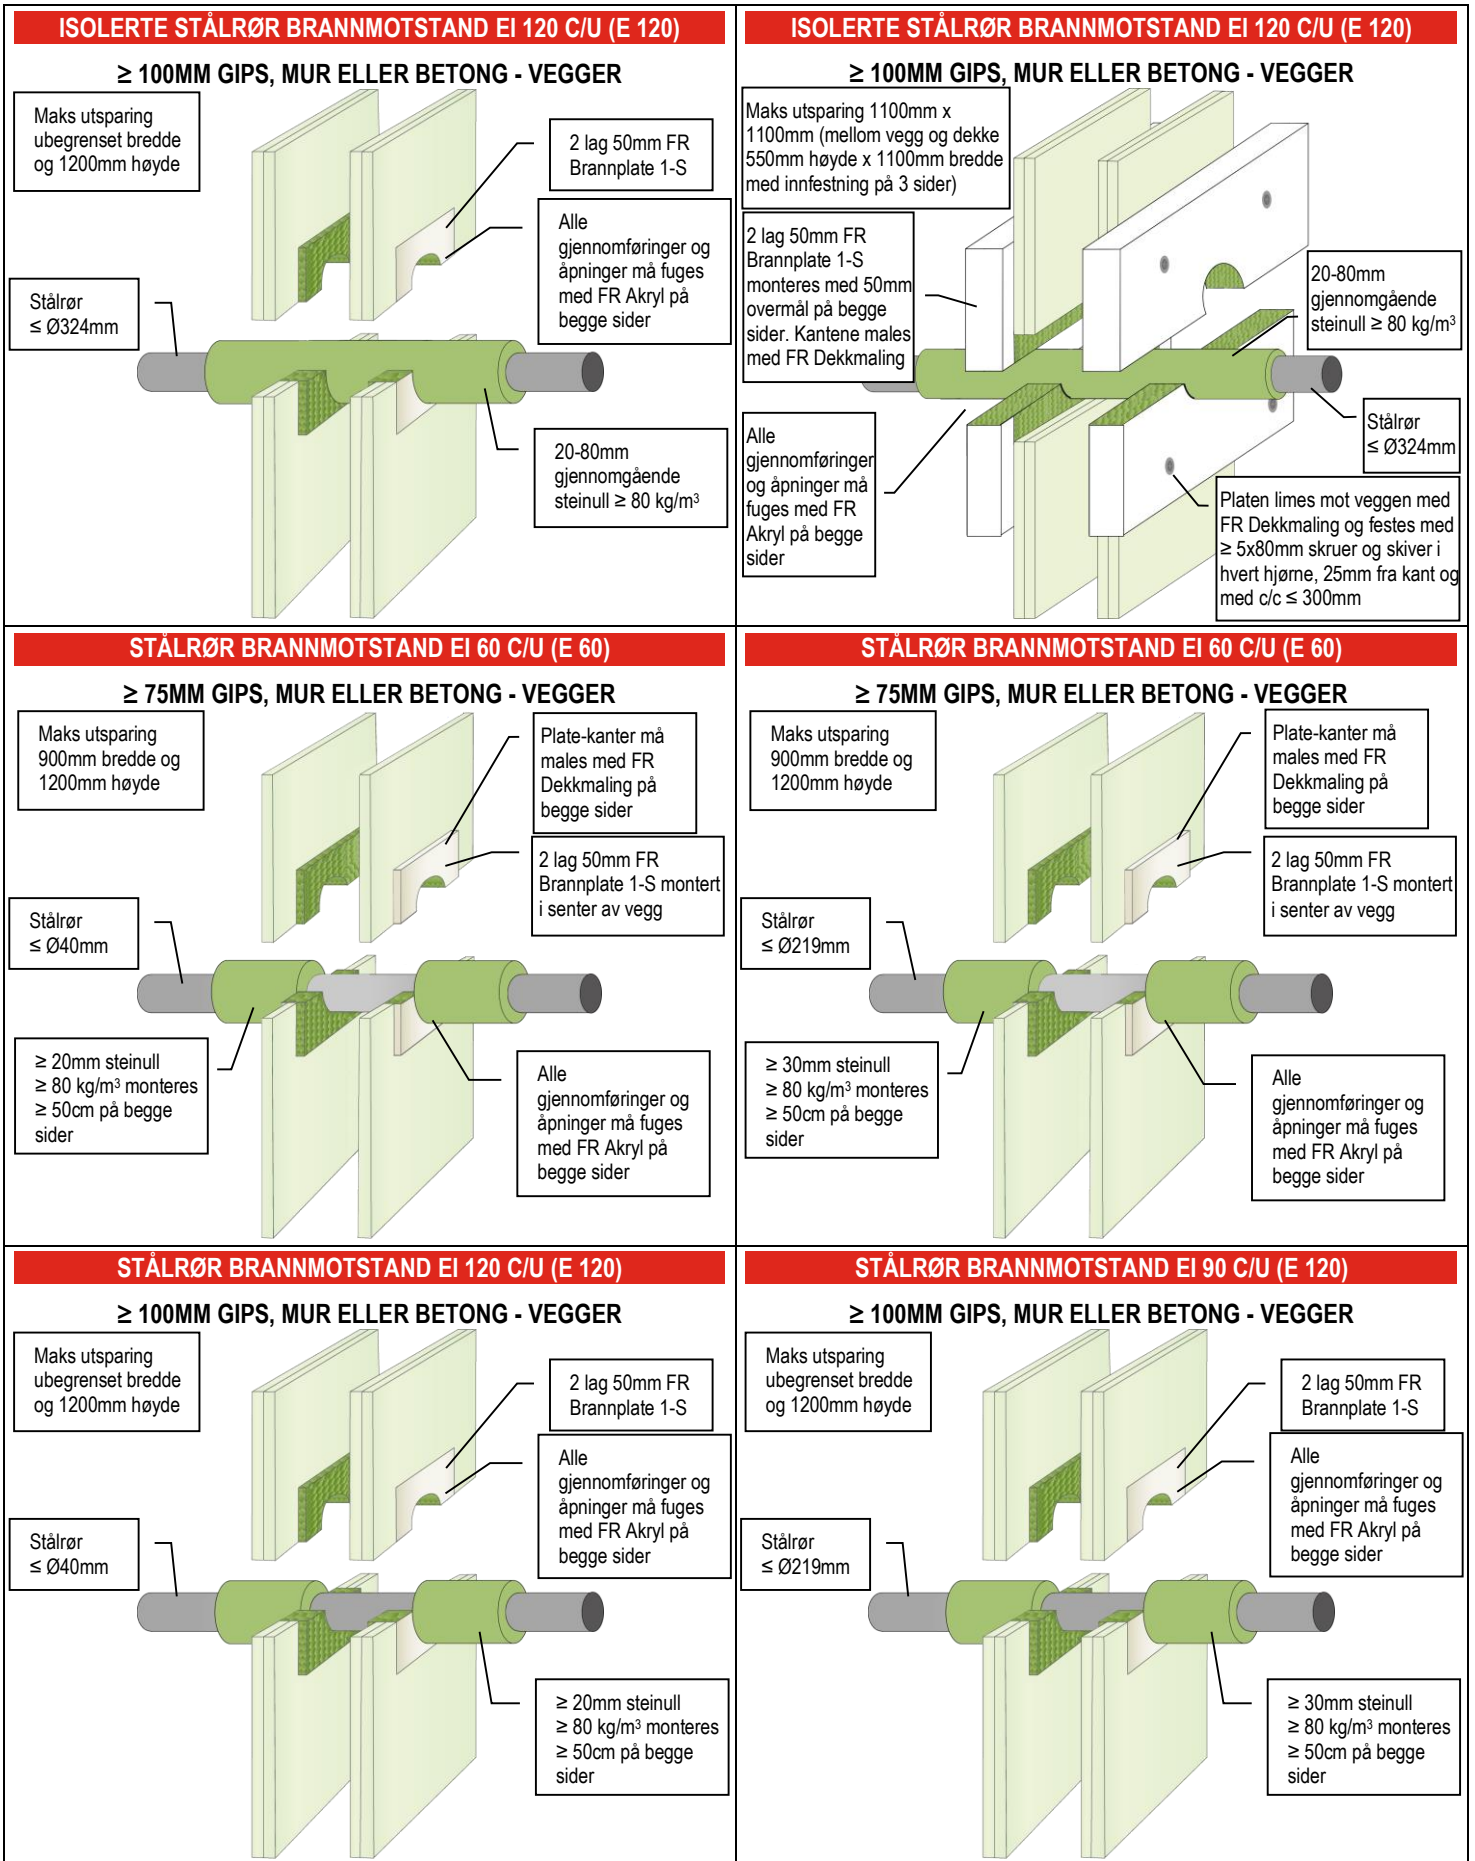 ISOLERTE STÅLRØR BRANNMOTSTAND EI 120 C/U (E 120)
≥ 100MM GIPS, MUR ELLER BETONG - VEGGER
Maks utsparing
ubegrenset bredde
og 1200mm høyde
2 lag 50mm FR
Brannplate 1-S
Alle
gjennomføringer og
åpninger må fuges
med FR Akryl på
begge sider
Stålrør
≤ Ø324mm
20-80mm
gjennomgående
steinull ≥ 80 kg/m³
ISOLERTE STÅLRØR BRANNMOTSTAND EI 120 C/U (E 120)
≥ 100MM GIPS, MUR ELLER BETONG - VEGGER
Maks utsparing 1100mm x
1100mm (mellom vegg og dekke
550mm høyde x 1100mm bredde
med innfestning på 3 sider)
2 lag 50mm FR
Brannplate 1-S
monteres med 50mm
overmål på begge
sider. Kantene males
med FR Dekkmaling
20-80mm
gjennomgående
steinull ≥ 80 kg/m³
Stålrør
≤ Ø324mm
Alle
gjennomføringer
og åpninger må
fuges med FR
Akryl på begge
sider
Platen limes mot veggen med
FR Dekkmaling og festes med
≥ 5x80mm skruer og skiver i
hvert hjørne, 25mm fra kant og
med c/c ≤ 300mm
STÅLRØR BRANNMOTSTAND EI 60 C/U (E 60)
≥ 75MM GIPS, MUR ELLER BETONG - VEGGER
Maks utsparing
900mm bredde og
1200mm høyde
Plate-kanter må
males med FR
Dekkmaling på
begge sider
2 lag 50mm FR
Brannplate 1-S montert
i senter av vegg
Stålrør
≤ Ø40mm
≥ 20mm steinull
≥ 80 kg/m³ monteres
≥ 50cm på begge
sider
Alle
gjennomføringer og
åpninger må fuges
med FR Akryl på
begge sider
STÅLRØR BRANNMOTSTAND EI 60 C/U (E 60)
≥ 75MM GIPS, MUR ELLER BETONG - VEGGER
Maks utsparing
900mm bredde og
1200mm høyde
Plate-kanter må
males med FR
Dekkmaling på
begge sider
2 lag 50mm FR
Brannplate 1-S montert
i senter av vegg
Stålrør
≤ Ø219mm
≥ 30mm steinull
≥ 80 kg/m³ monteres
≥ 50cm på begge
sider
Alle
gjennomføringer og
åpninger må fuges
med FR Akryl på
begge sider
STÅLRØR BRANNMOTSTAND EI 120 C/U (E 120)
≥ 100MM GIPS, MUR ELLER BETONG - VEGGER
Maks utsparing
ubegrenset bredde
og 1200mm høyde
2 lag 50mm FR
Brannplate 1-S
Alle
gjennomføringer og
åpninger må fuges
med FR Akryl på
begge sider
Stålrør
≤ Ø40mm
≥ 20mm steinull
≥ 80 kg/m³ monteres
≥ 50cm på begge
sider
STÅLRØR BRANNMOTSTAND EI 90 C/U (E 120)
≥ 100MM GIPS, MUR ELLER BETONG - VEGGER
Maks utsparing
ubegrenset bredde
og 1200mm høyde
2 lag 50mm FR
Brannplate 1-S
Alle
gjennomføringer og
åpninger må fuges
med FR Akryl på
begge sider
Stålrør
≤ Ø219mm
≥ 30mm steinull
≥ 80 kg/m³ monteres
≥ 50cm på begge
sider